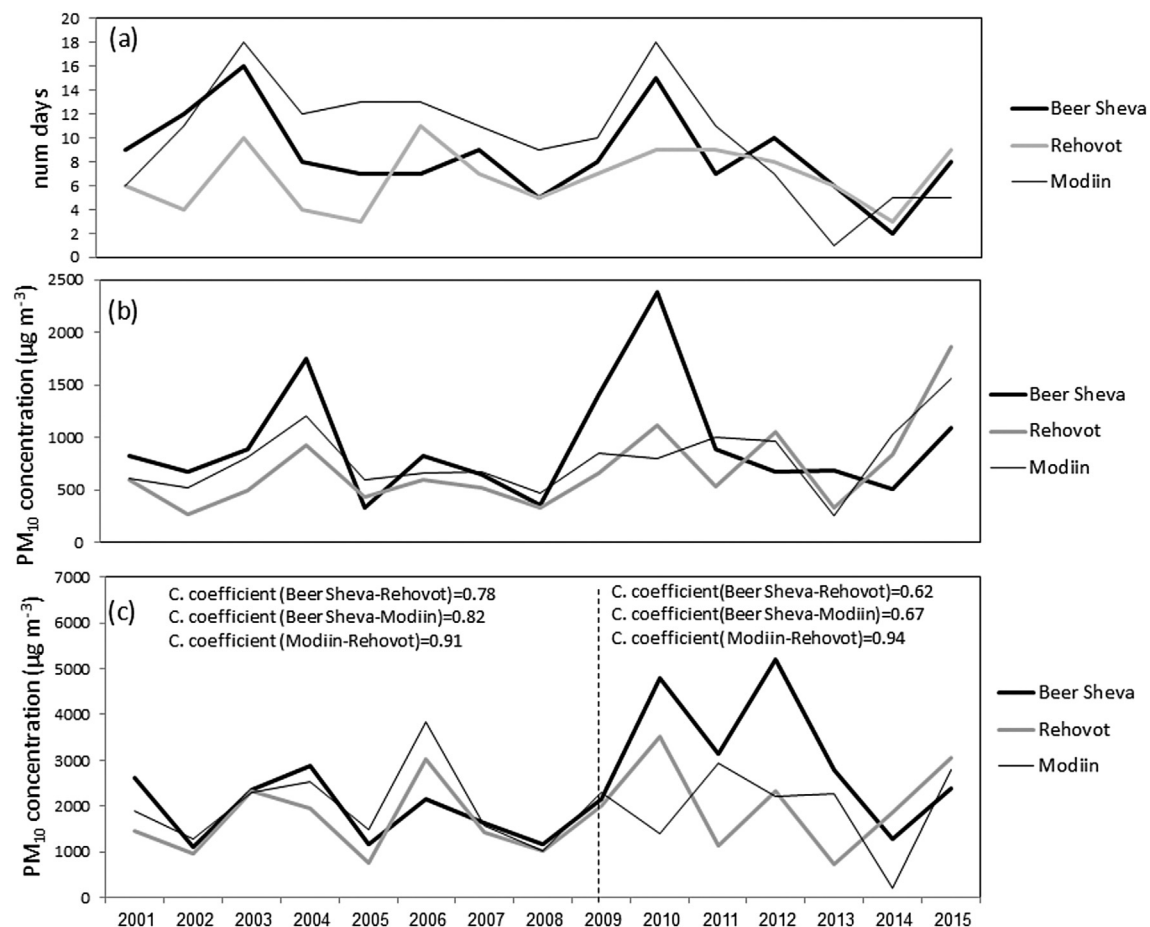 (a)
num days
20
18
16
14
12
10
8
6
4
2
0
Beer Sheva
Rehovot
Modiin
(b)
PM10 concentration (µg m-3)
2500
2000
1500
1000
500
0
Beer Sheva
Rehovot
Modiin
(c)
PM10 concentration (µg m-3)
7000
6000
5000
4000
3000
2000
1000
0
C. coefficient (Beer Sheva-Rehovot)=0.78
C. coefficient (Beer Sheva-Modiin)=0.82
C. coefficient (Modiin-Rehovot)=0.91
C. coefficient(Beer Sheva-Rehovot)=0.62
C. coefficient(Beer Sheva-Modiin)=0.67
C. coefficient( Modiin-Rehovot)=0.94
Beer Sheva
Rehovot
Modiin
2001 2002 2003 2004 2005 2006 2007 2008 2009 2010 2011 2012 2013 2014 2015